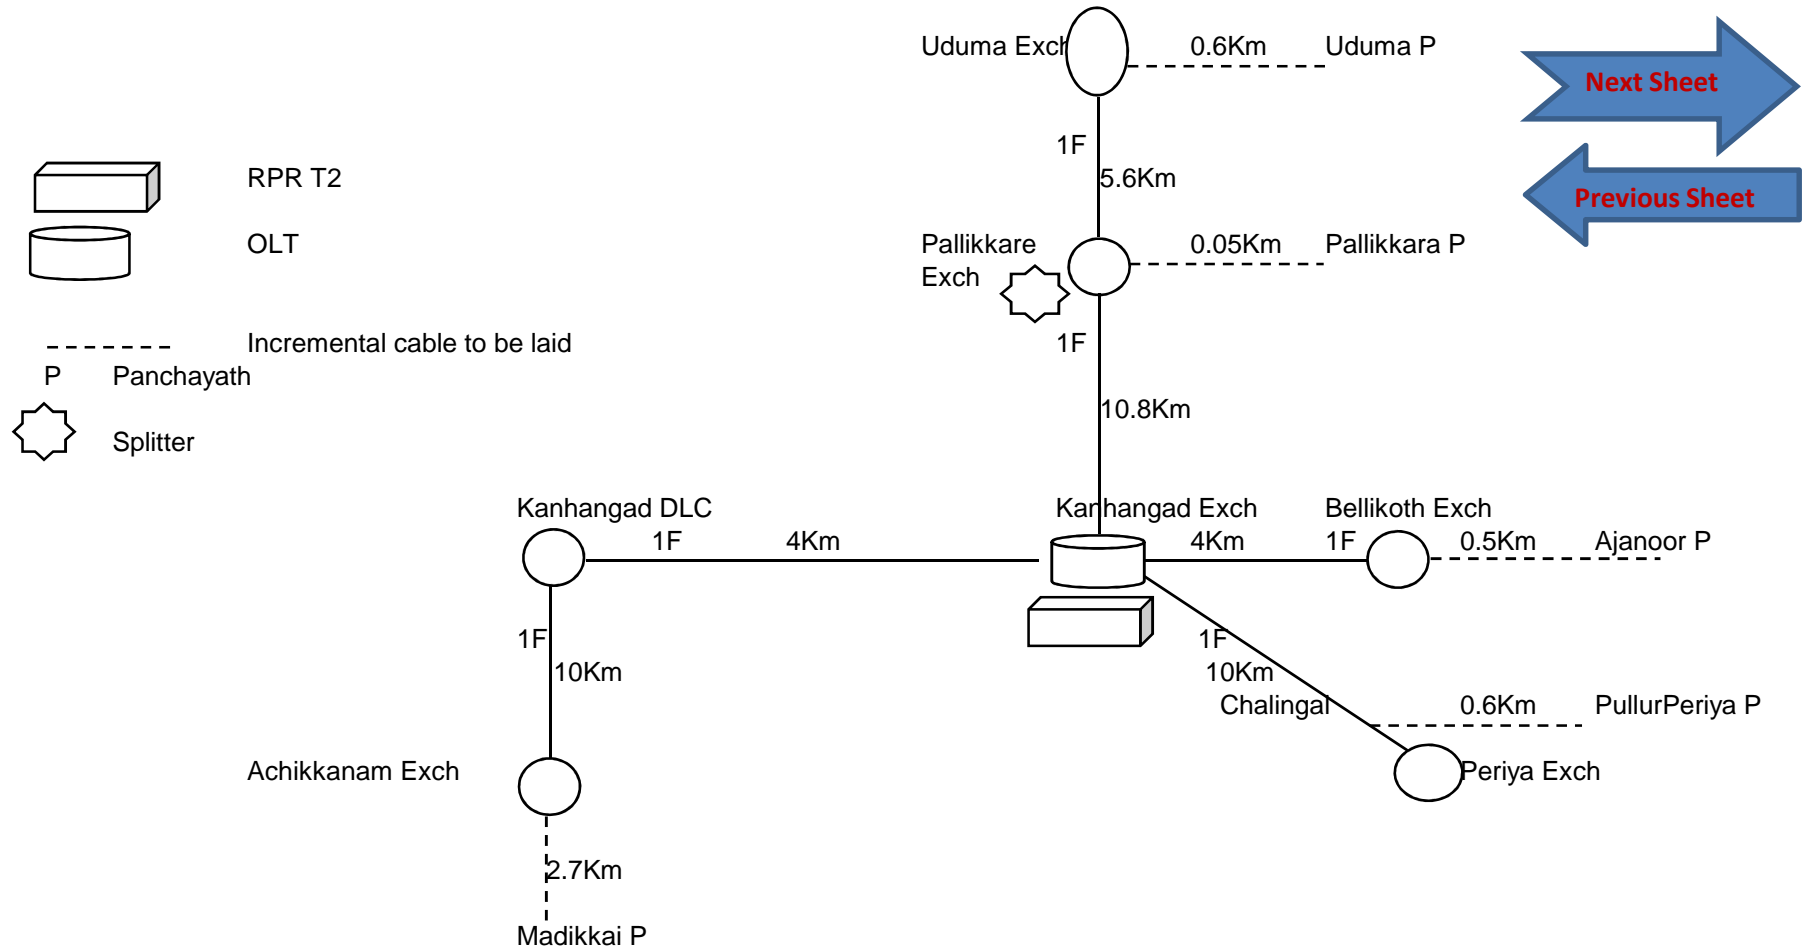 Uduma Exch 0.6Km Uduma P
Next Sheet
1F
RPR T2 5.6Km
Previous Sheet
OLT Pallikkare 0.05Km Pallikkara P
Exch
Incremental cable to be laid 1F
P Panchayath
10.8Km
Splitter
Kanhangad DLC Kanhangad Exch Bellikoth Exch
1F 4Km 4Km 1F 0.5Km Ajanoor P
1F 1F
10Km 10Km
Chalingal 0.6Km PullurPeriya P
Achikkanam Exch Periya Exch
2.7Km
Madikkai P